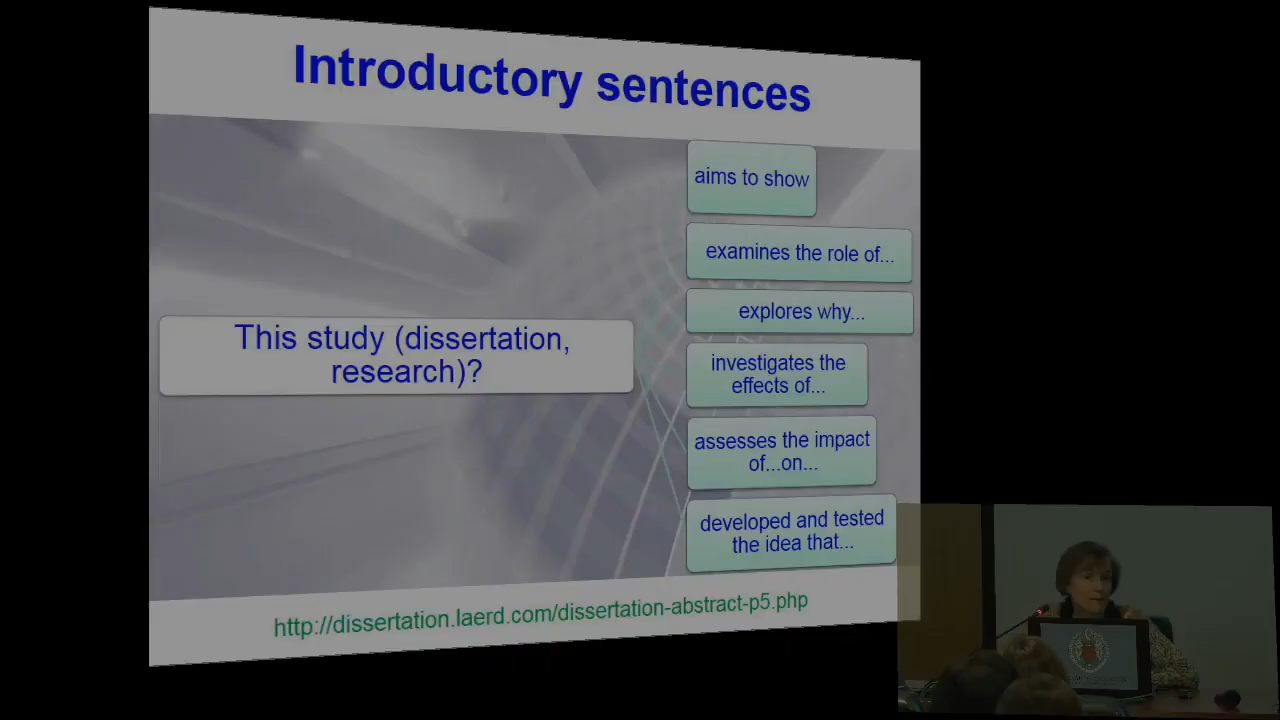 Introductory sentences
This study (dissertation,
research)?
aims to show
examines the role of...
explores why...
investigates the
effects of...
assesses the impact
of...on...
developed and tested
the idea that...
http://dissertation.laerd.com/dissertation-abstract-p5.php